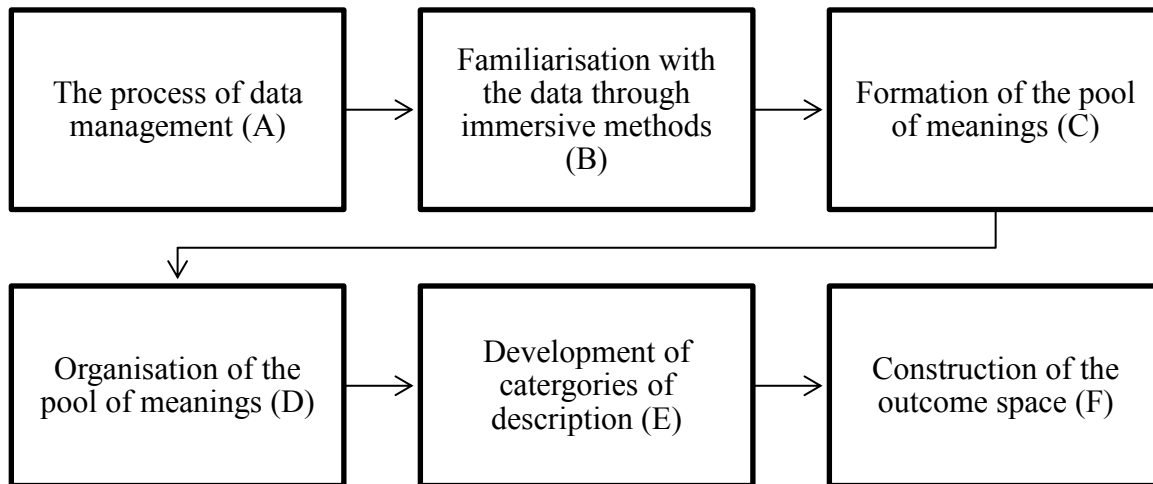 The process of data
management (A)
Familiarisation with
the data through
immersive methods
(B)
Formation of the pool
of meanings (C)
Organisation of the
pool of meanings (D)
Development of
catergories of
description (E)
Construction of the
outcome space (F)